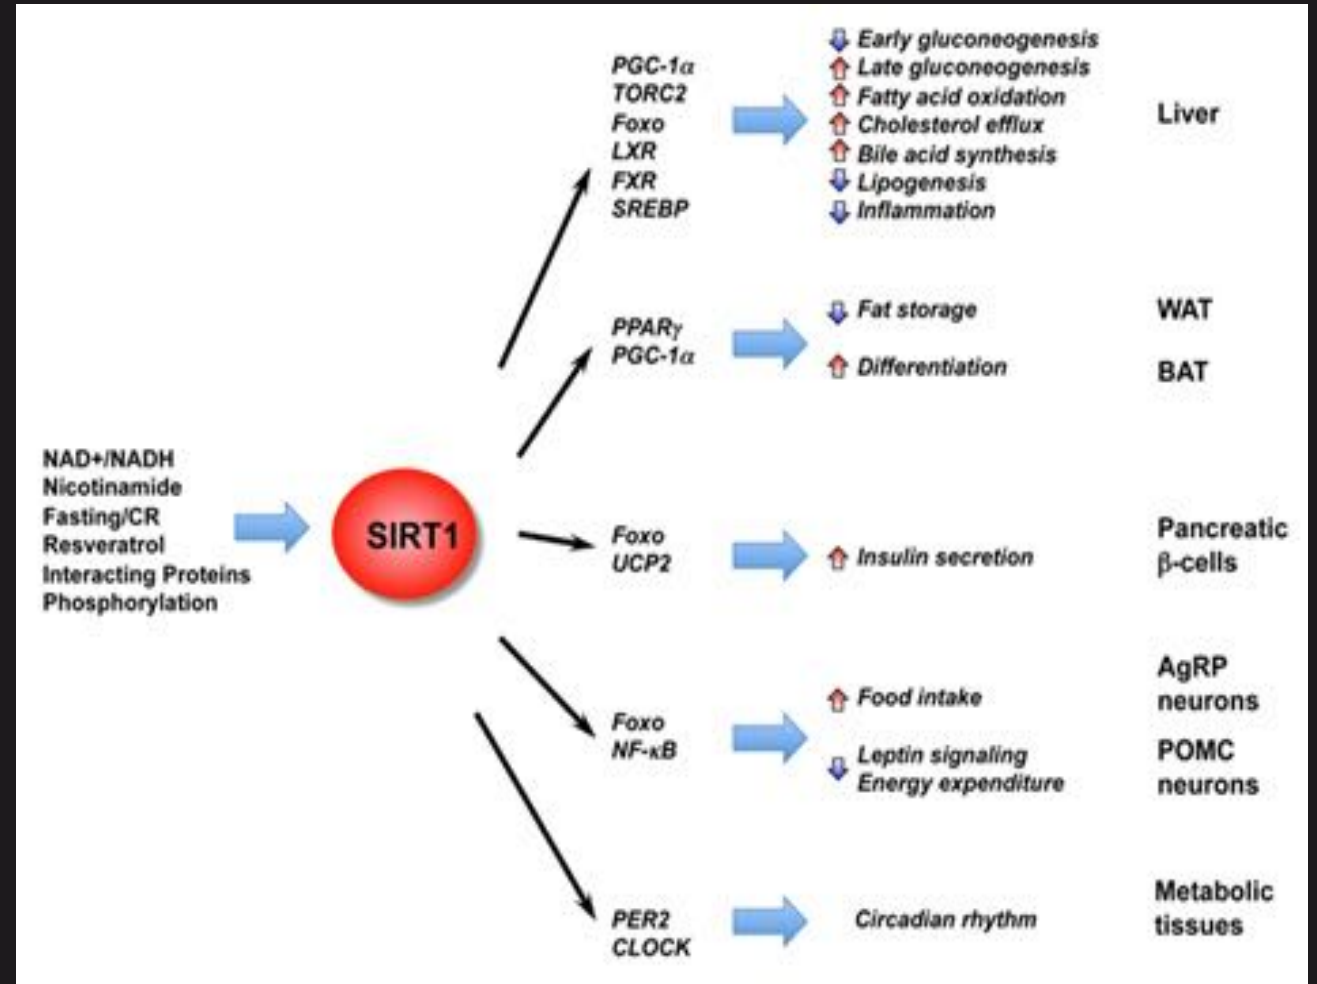 NAD+/NADH
Nicotinamide
Fasting/CR
Resveratrol
Interacting Proteins
Phosphorylation
SIRT1
PGC-1α
TORC2
Foxo
LXR
FXR
SREBP
Early gluconeogenesis
Late gluconeogenesis
Fatty acid oxidation
Cholesterol efflux
Bile acid synthesis
Lipogenesis
Inflammation
Liver
PPARγ
PGC-1α
Fat storage
Differentiation
WAT
BAT
Foxo
UCP2
Insulin secretion
Pancreatic
β-cells
Foxo
NF-κB
Food intake
Leptin signaling
Energy expenditure
AgRP
neurons
POMC
neurons
PER2
CLOCK
Circadian rhythm
Metabolic
tissues